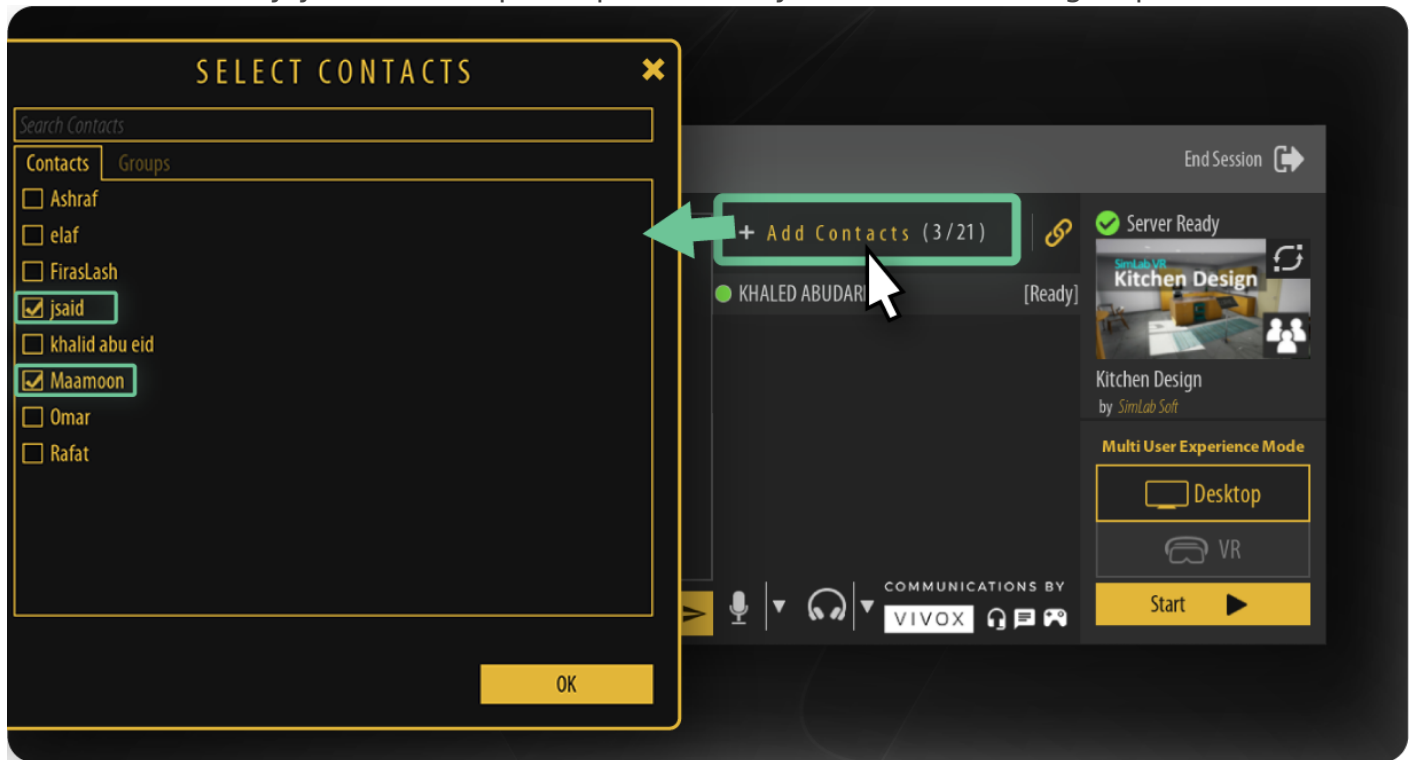 SELECT CONTACTS
Search Contacts
Contacts Groups
Ashraf
elaf
FirasLash
jsaid
khalid abu eid
Maamoon
Omar
Rafat
OK
End Session
+ Add Contacts (3/21)
KHALED ABUDAR [Ready]
COMMUNICATIONS BY
VIVOX
Server Ready
SimLab VR
Kitchen Design
Kitchen Design
by SimLab Soft
Multi User Experience Mode
Desktop
VR
Start